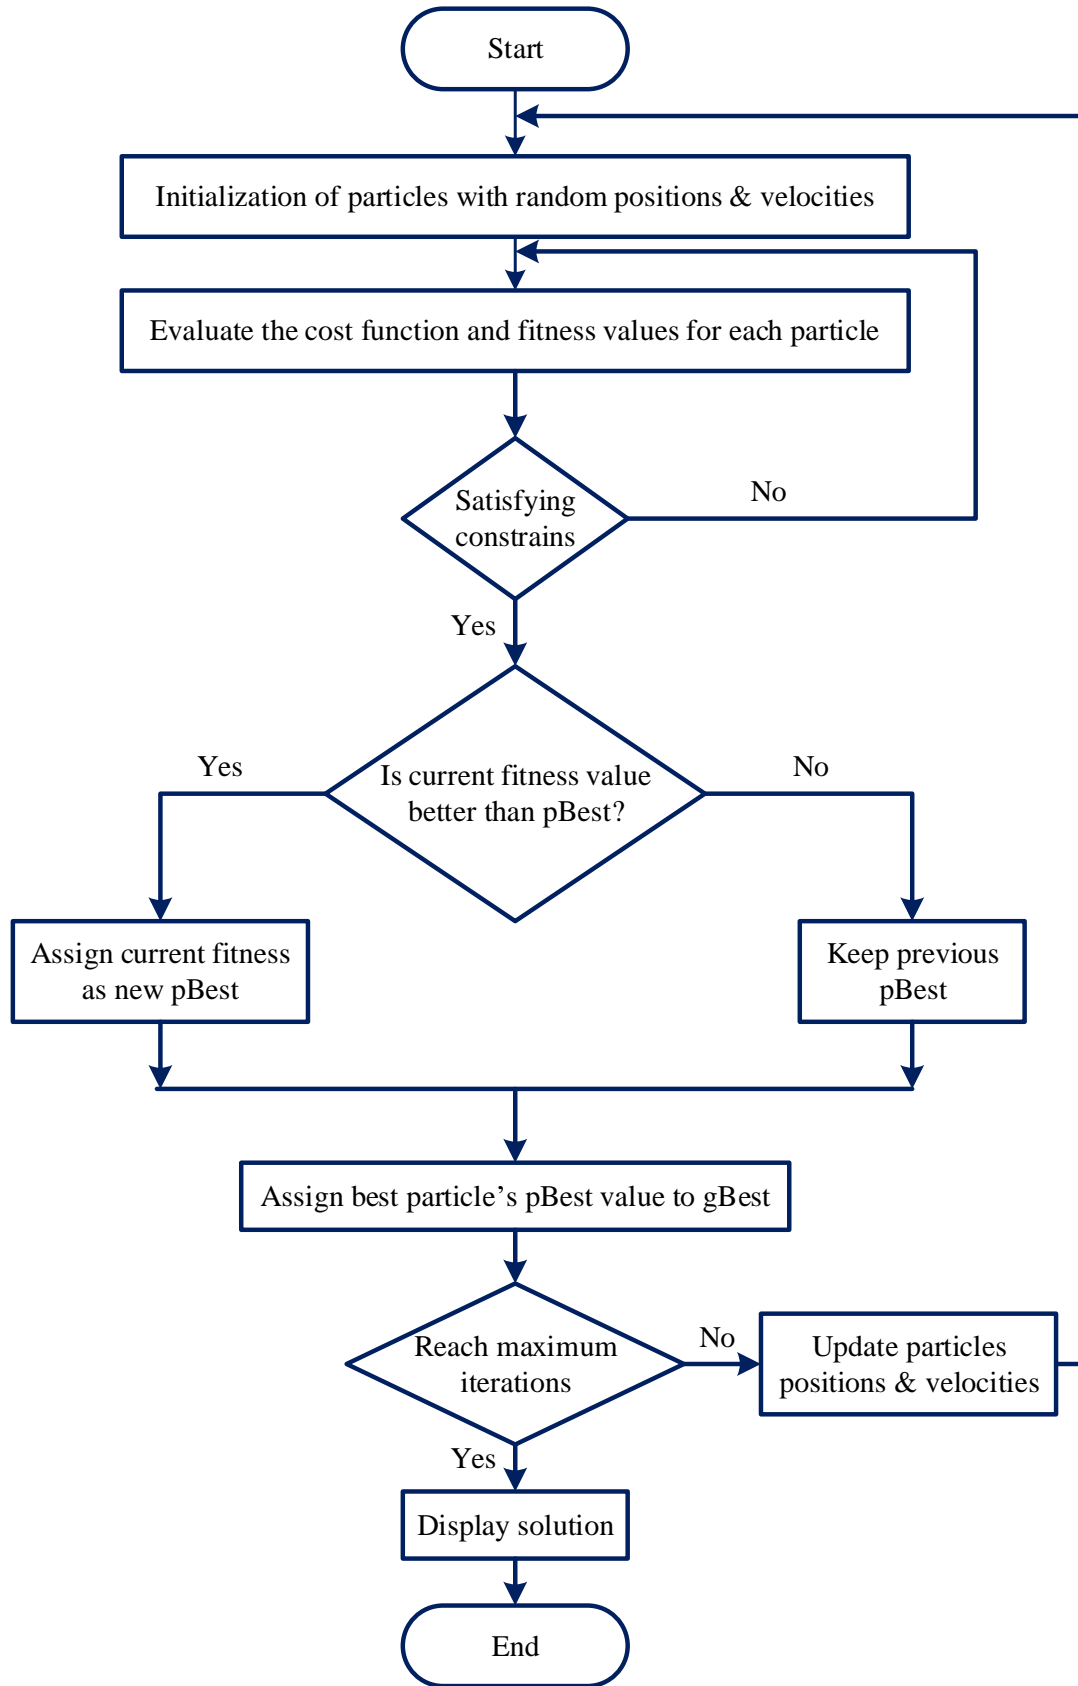 Start
Initialization of particles with random positions & velocities
Evaluate the cost function and fitness values for each particle
Satisfying
constrains
No
Yes
Yes
Is current fitness value
better than pBest?
No
Assign current fitness
as new pBest
Keep previous
pBest
Assign best particle’s pBest value to gBest
Reach maximum
iterations
No
Update particles
positions & velocities
Yes
Display solution
End